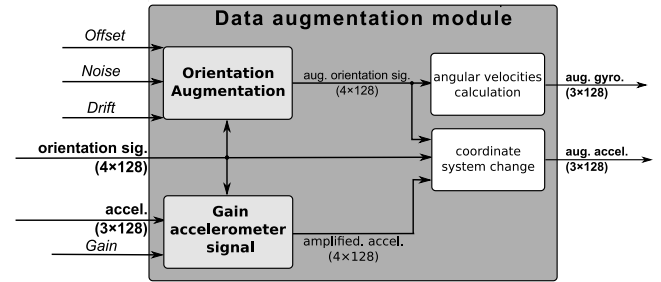 Data augmentation module
Offset
Noise
Drift
Orientation
Augmentation
aug. orientation sig.
(4×128)
angular velocities
calculation
aug. gyro.
(3×128)
orientation sig.
(4×128)
coordinate
system change
aug. accel.
(3×128)
accel.
(3×128)
Gain
Gain
accelerometer
signal
amplified. accel.
(4×128)